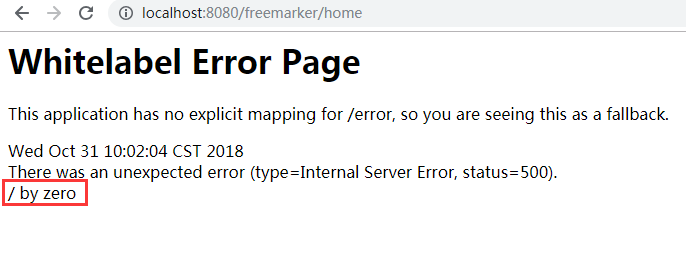 localhost:8080/freemarker/home
Whitelabel Error Page
This application has no explicit mapping for /error, so you are seeing this as a fallback.
Wed Oct 31 10:02:04 CST 2018
There was an unexpected error (type=Internal Server Error, status=500).
/ by zero